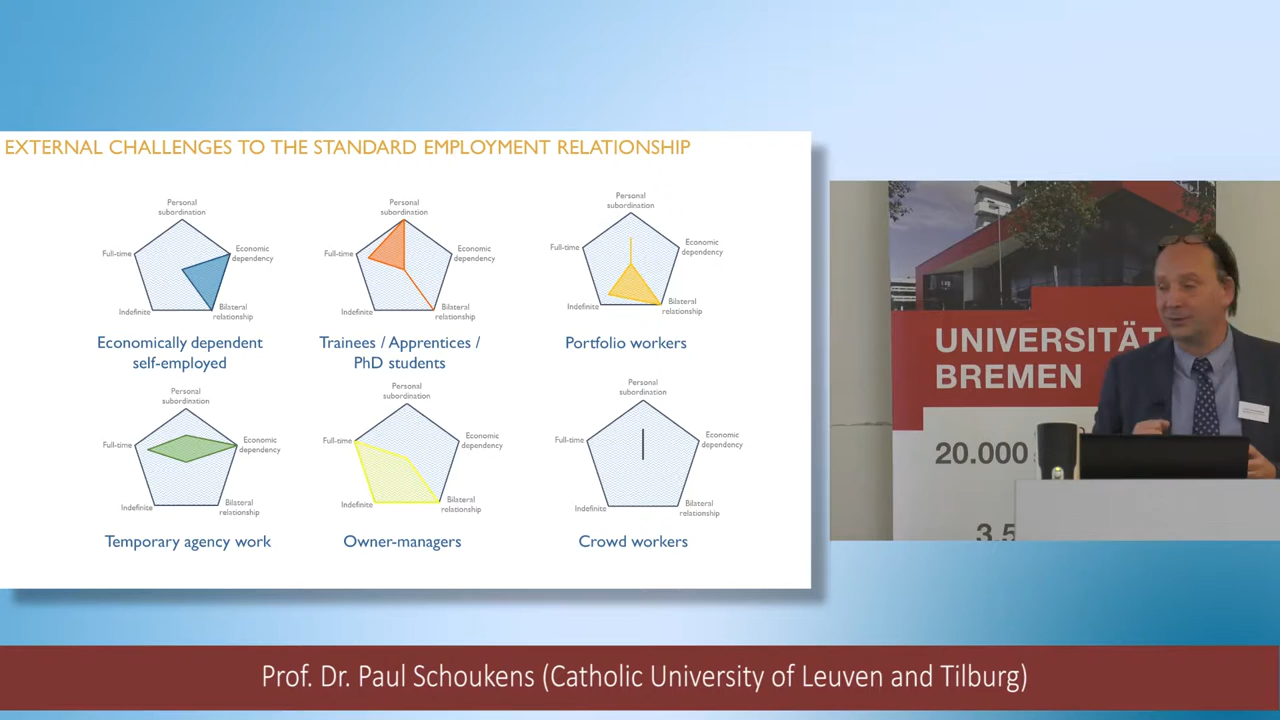 EXTERNAL CHALLENGES TO THE STANDARD EMPLOYMENT RELATIONSHIP
Personal
subordination
Full-time
Economic
dependency
Indefinite
Bilateral
relationship
Economically dependent
self-employed
Personal
subordination
Full-time
Economic
dependency
Indefinite
Bilateral
relationship
Trainees / Apprentices /
PhD students
Personal
subordination
Full-time
Economic
dependency
Indefinite
Bilateral
relationship
Portfolio workers
Personal
subordination
Full-time
Economic
dependency
Indefinite
Bilateral
relationship
Temporary agency work
Personal
subordination
Full-time
Economic
dependency
Indefinite
Bilateral
relationship
Owner-managers
Personal
subordination
Full-time
Economic
dependency
Indefinite
Bilateral
relationship
Crowd workers
UNIVERSITÄT
BREMEN
20.000
3.5
Prof. Dr. Paul Schoukens (Catholic University of Leuven and Tilburg)